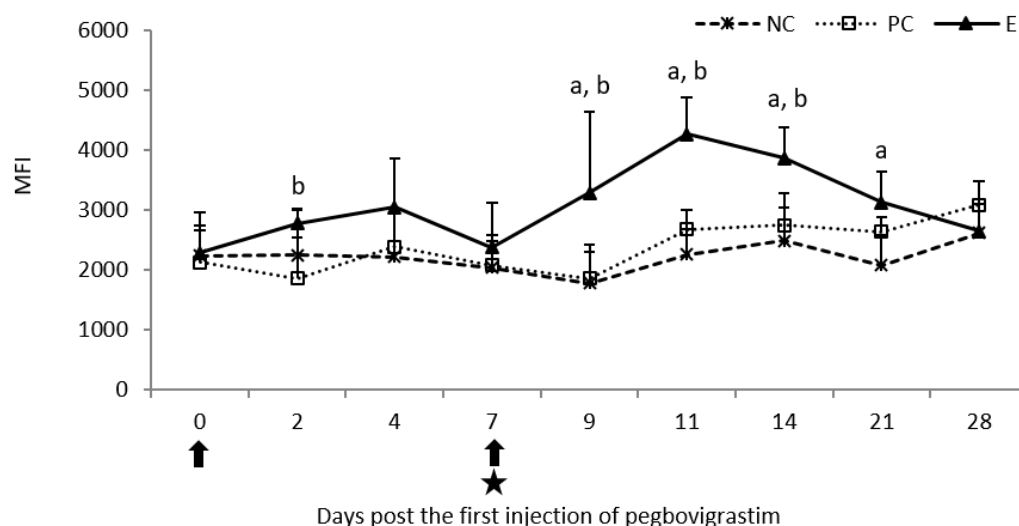 NC PC E
6000
5000
4000
3000
2000
1000
0
MFI
b
a, b
a, b
a, b
a
0 2 4 7 9 11 14 21 28
Days post the first injection of pegbovigrastim